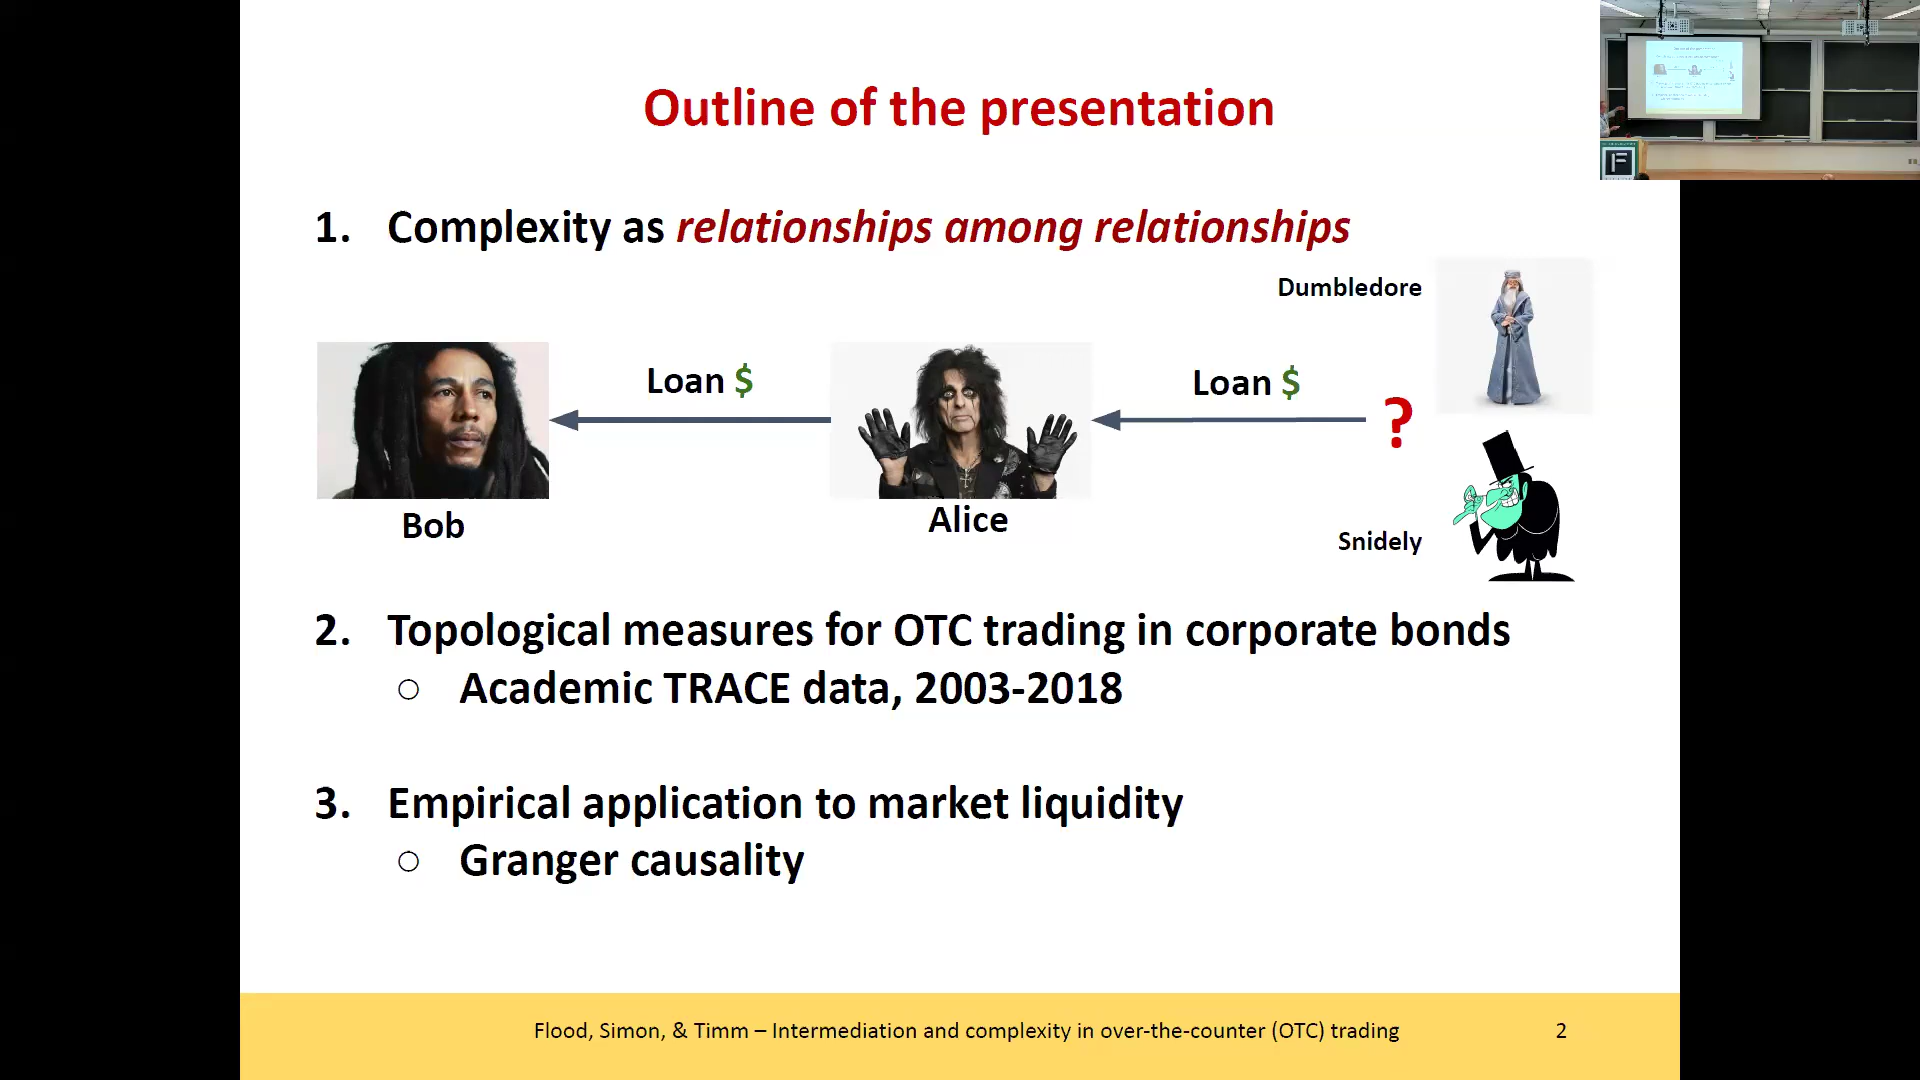 Outline of the presentation
1. Complexity as relationships among relationships
Dumbledore
Loan $
Loan $
?
Bob
Alice
Snidely
2. Topological measures for OTC trading in corporate bonds
○ Academic TRACE data, 2003-2018
3. Empirical application to market liquidity
○ Granger causality
Flood, Simon, & Timm – Intermediation and complexity in over-the-counter (OTC) trading
2
F